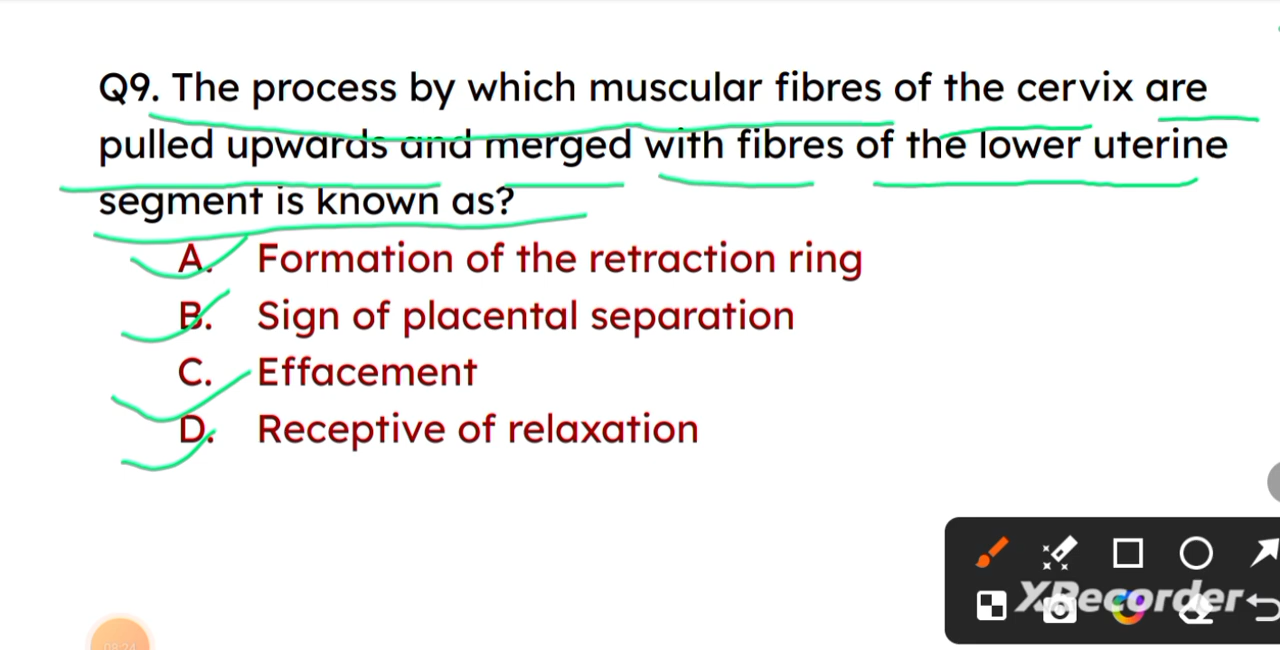 Q9. The process by which muscular fibres of the cervix are
pulled upwards and merged with fibres of the lower uterine
segment is known as?
A. Formation of the retraction ring
B. Sign of placental separation
C. Effacement
D. Receptive of relaxation
XRecorder